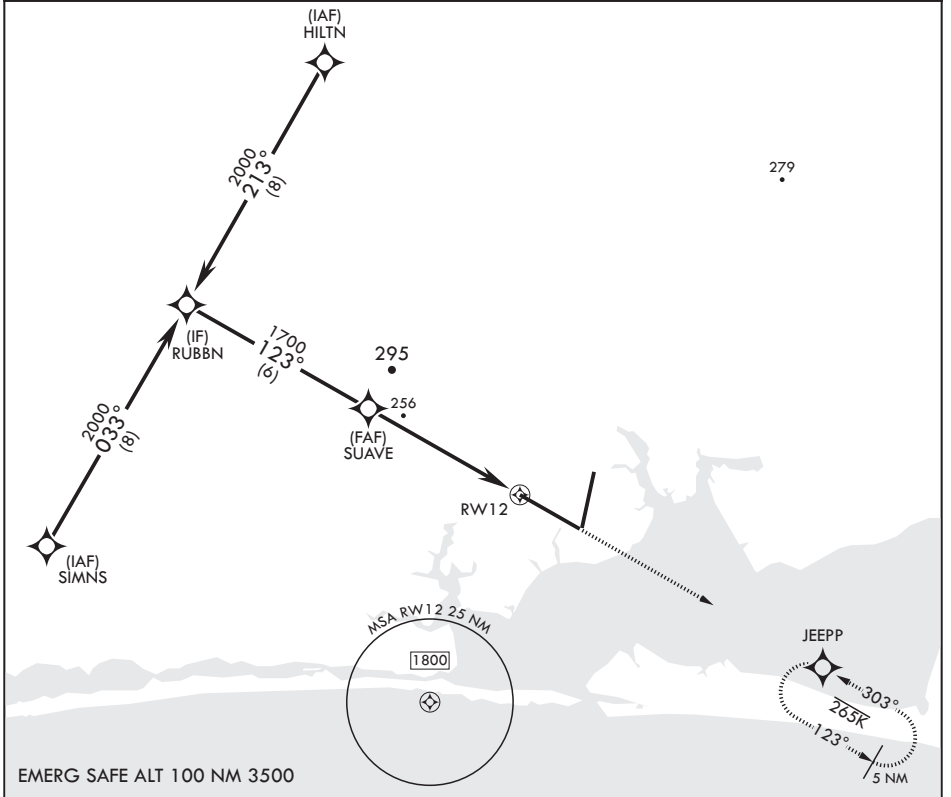 (IAF)
HILTN
2000
213°
(8)
279
(IF)
RUBBN
1700
123°
(6)
295
256
(FAF)
SUAVE
2000
033°
(8)
RW12
(IAF)
SIMNS
MSA RW12 25 NM
1800
JEEPP
303°
265K
123°
5 NM
EMERG SAFE ALT 100 NM 3500